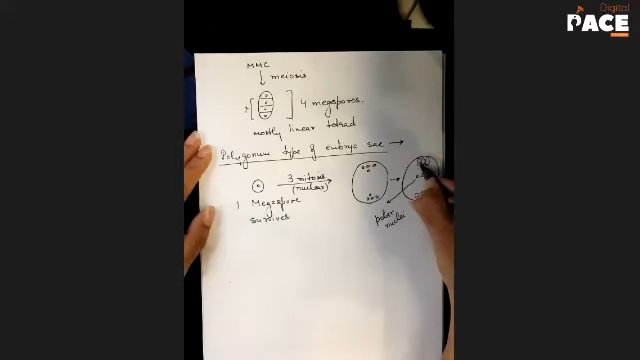 Digital
PACE
MMC
meiosis
4 megaspores.
mostly linear tetrad
Polygonum type of embryo sac
3 mitosis
(nuclear)
1 Megaspore
survives
polar
nuclei